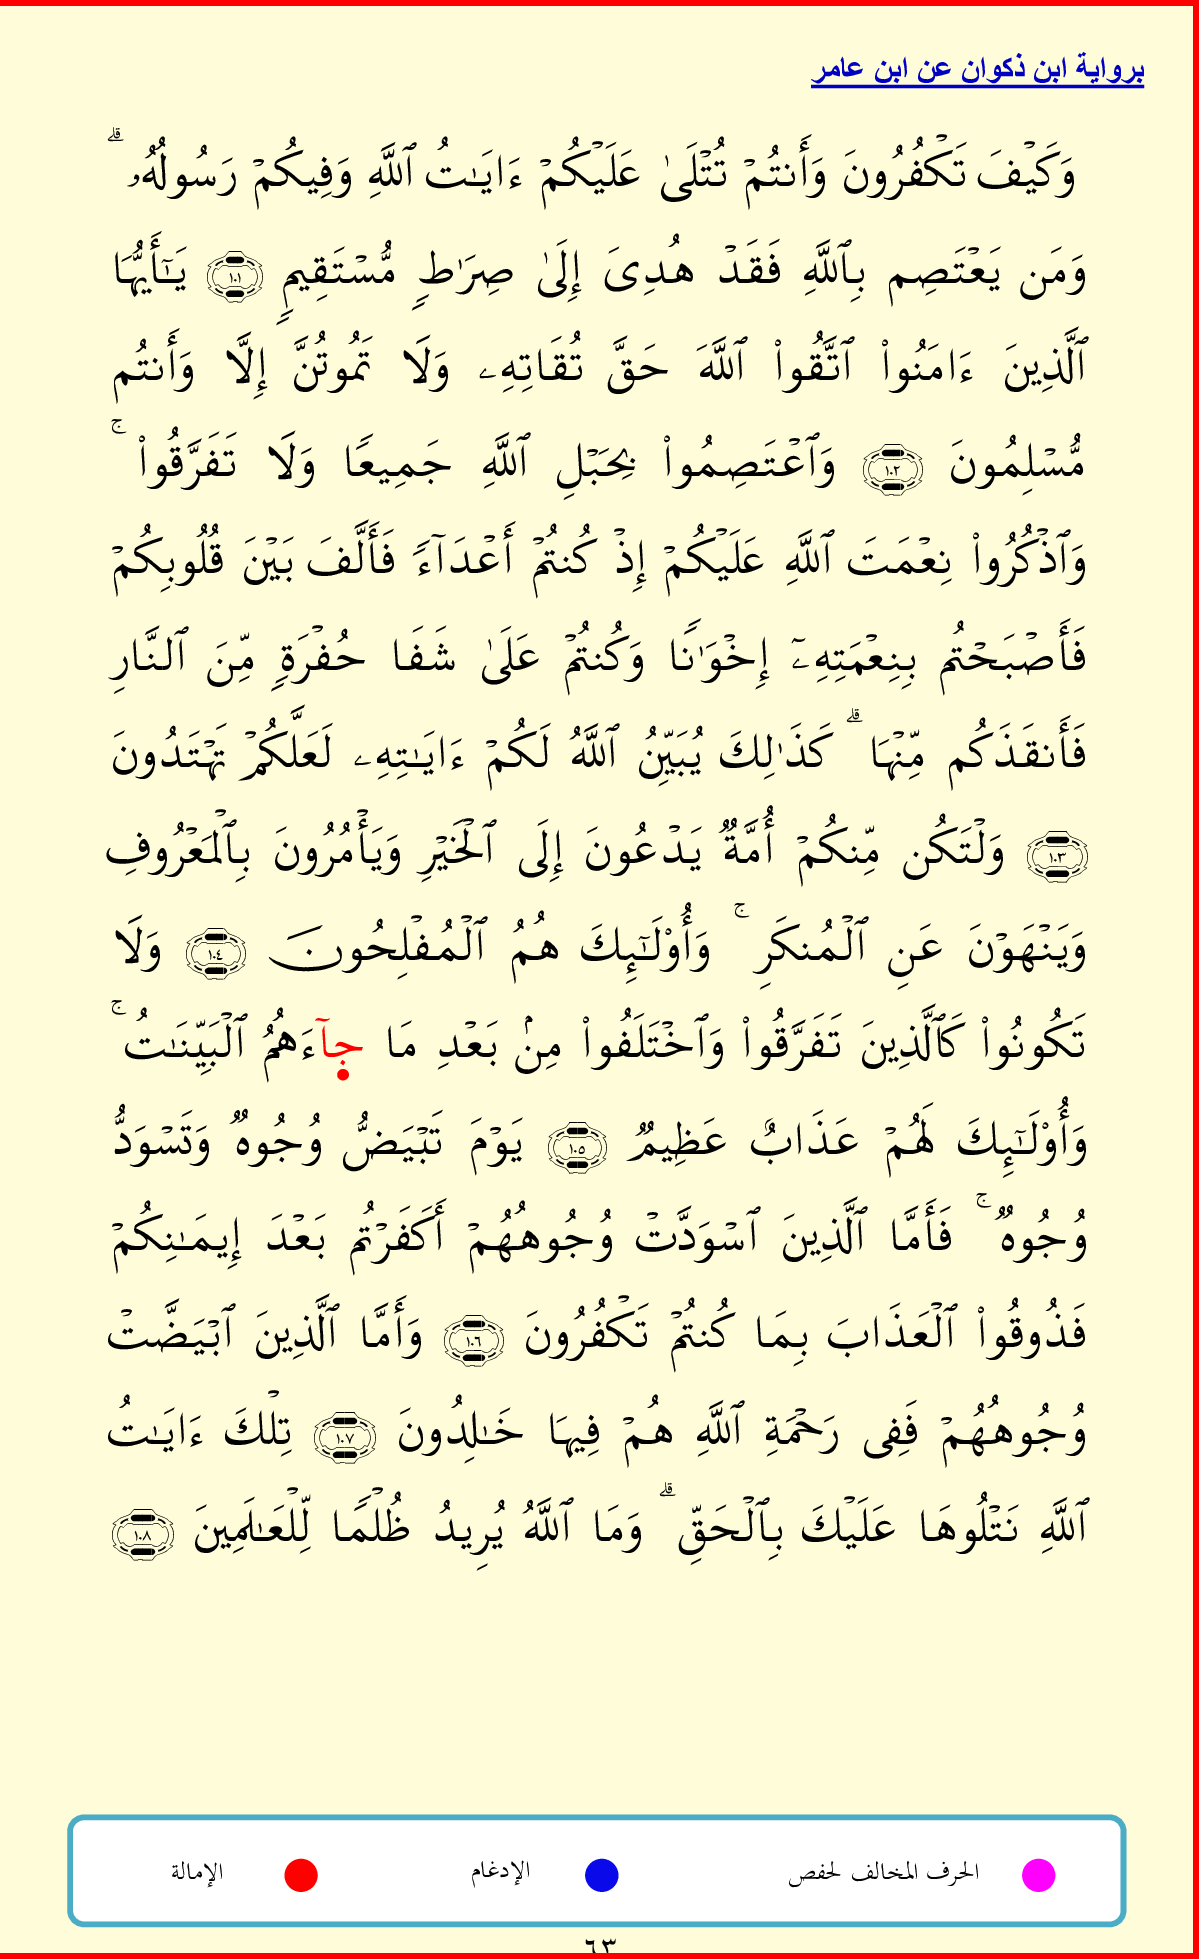 برواية ابن ذكوان عن ابن عامر
وَكَيۡفَ تَكۡفُرُونَ وَأَنتُمۡ تُتۡلَىٰ عَلَيۡكُمۡ ءَايَٰتُ ٱللَّهِ وَفِيكُمۡ رَسُولُهُۥ ۗ
وَمَن يَعۡتَصِم بِٱللَّهِ فَقَدۡ هُدِيَ إِلَىٰ صِرَٰطٖ مُّسۡتَقِيمٖ ١٠١ يَٰٓأَيُّهَا
ٱلَّذِينَ ءَامَنُواْ ٱتَّقُواْ ٱللَّهَ حَقَّ تُقَاتِهِۦ وَلَا تَمُوتُنَّ إِلَّا وَأَنتُم
مُّسۡلِمُونَ ١٠٢ وَٱعۡتَصِمُواْ بِحَبۡلِ ٱللَّهِ جَمِيعٗا وَلَا تَفَرَّقُواْ ۚ
وَٱذۡكُرُواْ نِعۡمَتَ ٱللَّهِ عَلَيۡكُمۡ إِذۡ كُنتُمۡ أَعۡدَآءٗ فَأَلَّفَ بَيۡنَ قُلُوبِكُمۡ
فَأَصۡبَحۡتُم بِنِعۡمَتِهِۦٓ إِخۡوَٰنٗا وَكُنتُمۡ عَلَىٰ شَفَا حُفۡرَةٖ مِّنَ ٱلنَّارِ
فَأَنقَذَكُم مِّنۡهَا ۗ كَذَٰلِكَ يُبَيِّنُ ٱللَّهُ لَكُمۡ ءَايَٰتِهِۦ لَعَلَّكُمۡ تَهۡتَدُونَ
١٠٣ وَلۡتَكُن مِّنكُمۡ أُمَّةٞ يَدۡعُونَ إِلَى ٱلۡخَيۡرِ وَيَأۡمُرُونَ بِٱلۡمَعۡرُوفِ
وَيَنۡهَوۡنَ عَنِ ٱلۡمُنكَرِ ۚ وَأُوْلَٰٓئِكَ هُمُ ٱلۡمُفۡلِحُونَ ١٠٤ وَلَا
تَكُونُواْ كَٱلَّذِينَ تَفَرَّقُواْ وَٱخۡتَلَفُواْ مِنۢ بَعۡدِ مَا جآءَهُمُ ٱلۡبَيِّنَٰتُ ۚ
وَأُوْلَٰٓئِكَ لَهُمۡ عَذَابٌ عَظِيمٞ ١٠٥ يَوۡمَ تَبۡيَضُّ وُجُوهٞ وَتَسۡوَدُّ
وُجُوهٞ ۚ فَأَمَّا ٱلَّذِينَ ٱسۡوَدَّتۡ وُجُوهُهُمۡ أَكَفَرۡتُم بَعۡدَ إِيمَٰنِكُمۡ
فَذُوقُواْ ٱلۡعَذَابَ بِمَا كُنتُمۡ تَكۡفُرُونَ ١٠٦ وَأَمَّا ٱلَّذِينَ ٱبۡيَضَّتۡ
وُجُوهُهُمۡ فَفِي رَحۡمَةِ ٱللَّهِ هُمۡ فِيهَا خَٰلِدُونَ ١٠٧ تِلۡكَ ءَايَٰتُ
ٱللَّهِ نَتۡلُوهَا عَلَيۡكَ بِٱلۡحَقِّ ۗ وَمَا ٱللَّهُ يُرِيدُ ظُلۡمٗا لِّلۡعَٰلَمِينَ ١٠٨
الحرف المخالف لحفص الإدغام الإمالة
٦٣